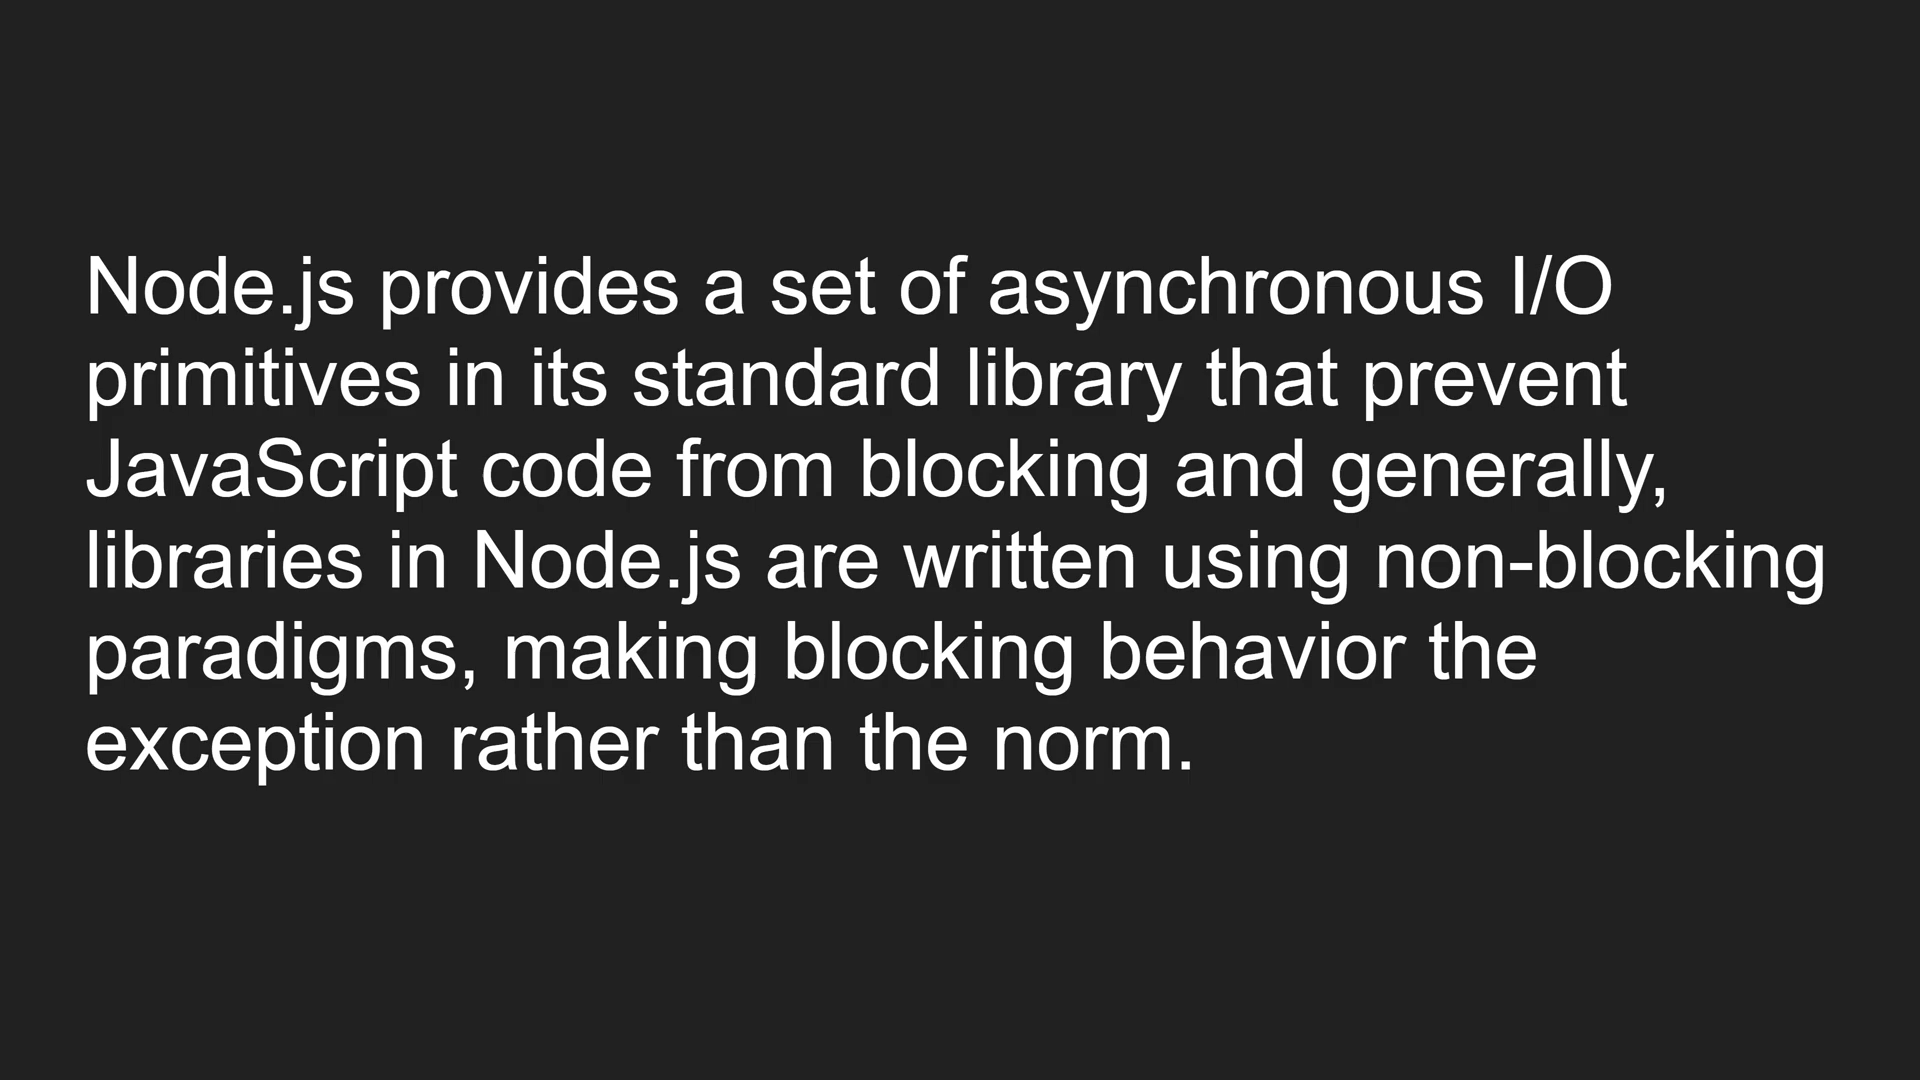 Node.js provides a set of asynchronous I/O
primitives in its standard library that prevent
JavaScript code from blocking and generally,
libraries in Node.js are written using non-blocking
paradigms, making blocking behavior the
exception rather than the norm.